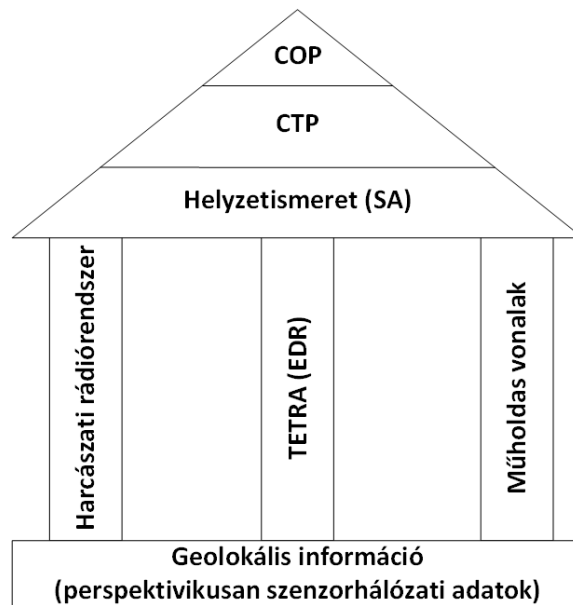 COP
CTP
Helyzetismeret (SA)
Harcászati rádiórendszer
TETRA (EDR)
Műholdas vonalak
Geolokális információ
(perspektivikusan szenzorhálózati adatok)